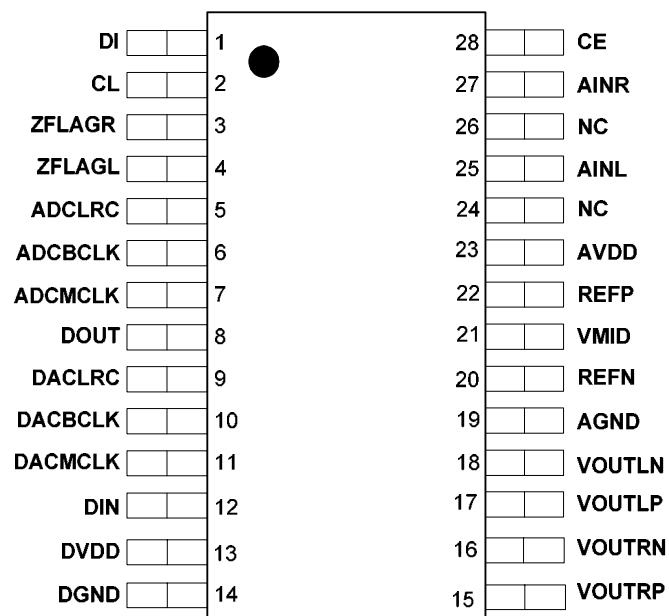 DI 1 28 CE
CL 2 27 AINR
ZFLAGR 3 26 NC
ZFLAGL 4 25 AINL
ADCLRC 5 24 NC
ADCBCLK 6 23 AVDD
ADCMCLK 7 22 REFP
DOUT 8 21 VMID
DACLRC 9 20 REFN
DACBCLK 10 19 AGND
DACMCLK 11 18 VOUTLN
DIN 12 17 VOUTLP
DVDD 13 16 VOUTRN
DGND 14 15 VOUTRP